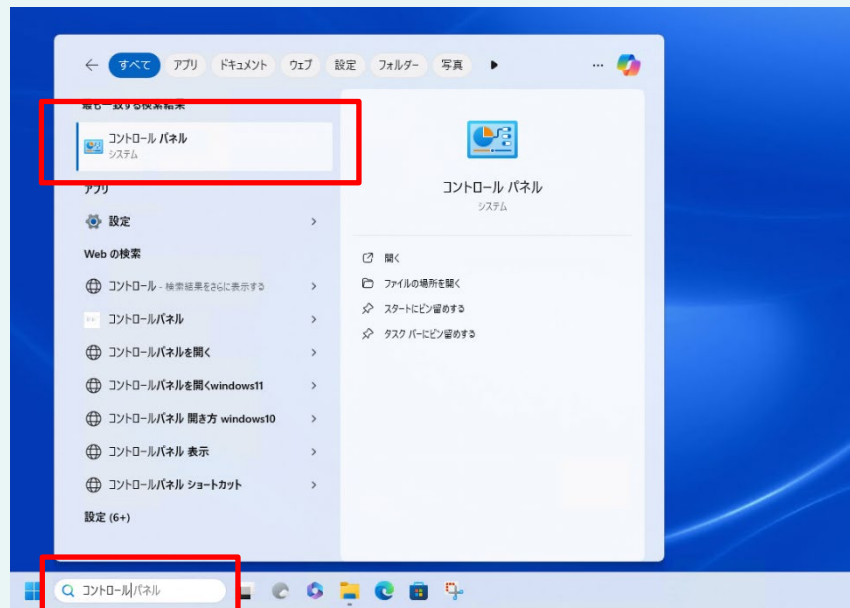 すべて アプリ ドキュメント ウェブ 設定 フォルダー 写真 ▶ …
最も一致する検索結果
コントロール パネル
システム
アプリ
設定
Web の検索
コントロール - 検索結果をさらに表示する
コントロールパネル
コントロールパネルを開く
コントロールパネルを開くwindows11
コントロールパネル 開き方 windows10
コントロールパネル 表示
コントロールパネル ショートカット
設定 (6+)
コントロール パネル
システム
開く
ファイルの場所を開く
スタートにピン留めする
タスク バーにピン留めする
コントロールパネル